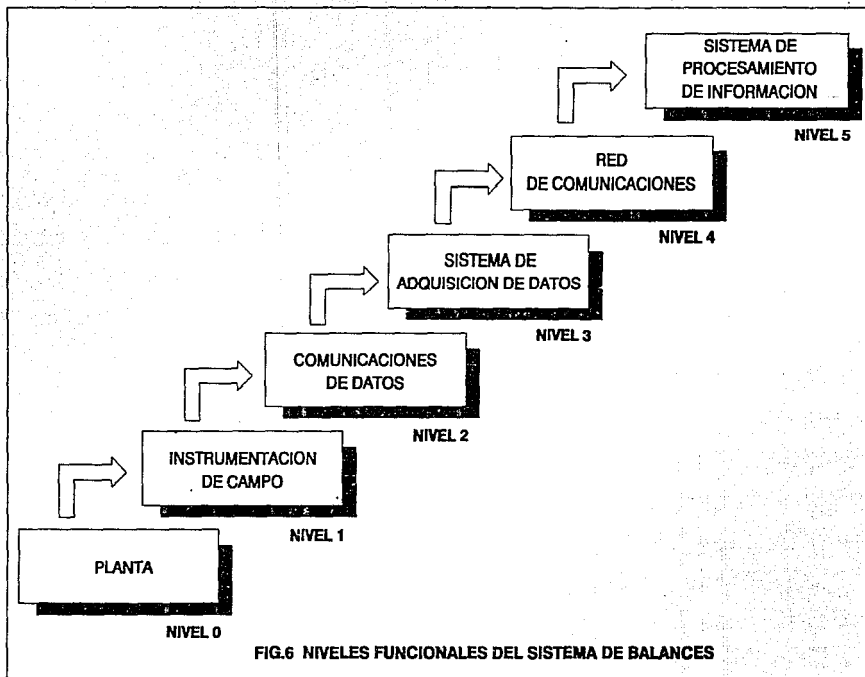 SISTEMA DE
PROCESAMIENTO
DE INFORMACION
NIVEL 5
RED
DE COMUNICACIONES
NIVEL 4
SISTEMA DE
ADQUISICION DE DATOS
NIVEL 3
COMUNICACIONES
DE DATOS
NIVEL 2
INSTRUMENTACION
DE CAMPO
NIVEL 1
PLANTA
NIVEL 0
FIG.6 NIVELES FUNCIONALES DEL SISTEMA DE BALANCES